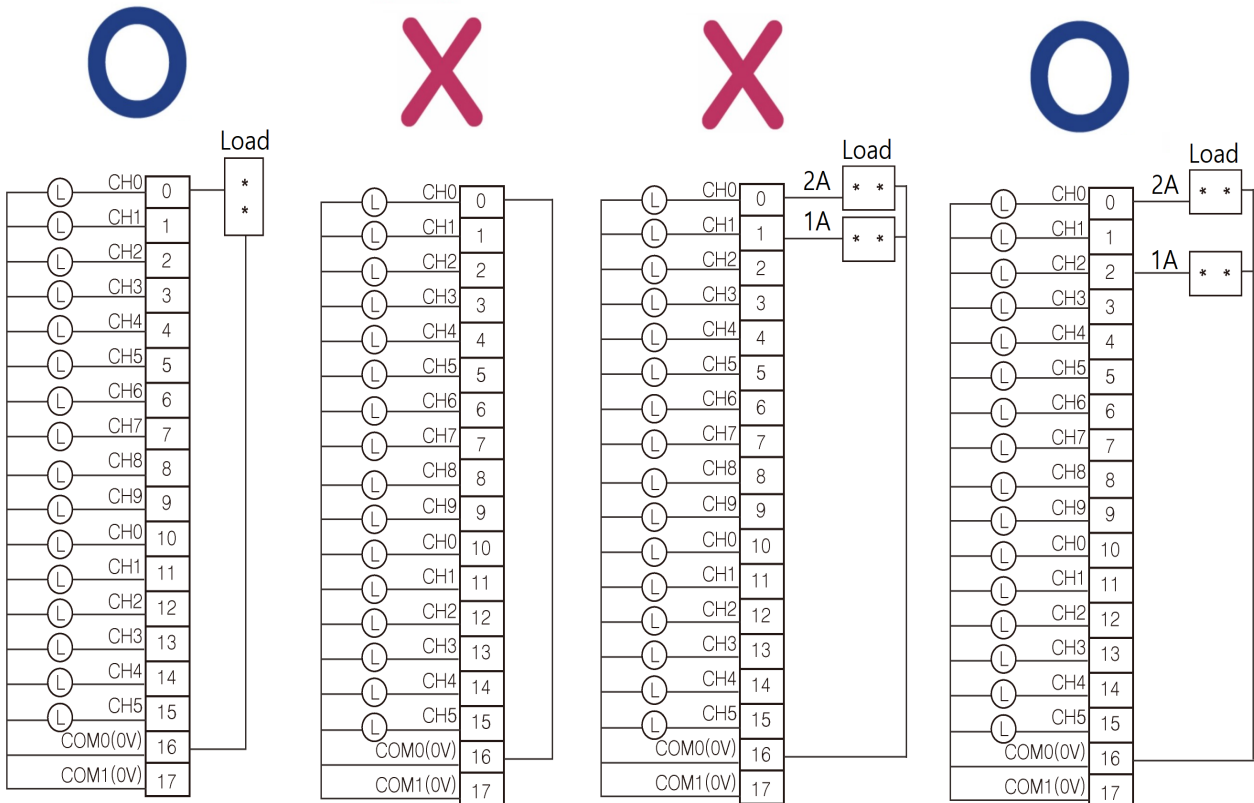 O X X O
Load
L CH0 0 * *
L CH1 1
L CH2 2
L CH3 3
L CH4 4
L CH5 5
L CH6 6
L CH7 7
L CH8 8
L CH9 9
L CH0 10
L CH1 11
L CH2 12
L CH3 13
L CH4 14
L CH5 15
COM0(0V) 16
COM1(0V) 17
L CH0 0
L CH1 1
L CH2 2
L CH3 3
L CH4 4
L CH5 5
L CH6 6
L CH7 7
L CH8 8
L CH9 9
L CH0 10
L CH1 11
L CH2 12
L CH3 13
L CH4 14
L CH5 15
COM0(0V) 16
COM1(0V) 17
Load
L CH0 0 2A * *
L CH1 1 1A * *
L CH2 2
L CH3 3
L CH4 4
L CH5 5
L CH6 6
L CH7 7
L CH8 8
L CH9 9
L CH0 10
L CH1 11
L CH2 12
L CH3 13
L CH4 14
L CH5 15
COM0(0V) 16
COM1(0V) 17
Load
L CH0 0 2A * *
L CH1 1
L CH2 2 1A * *
L CH3 3
L CH4 4
L CH5 5
L CH6 6
L CH7 7
L CH8 8
L CH9 9
L CH0 10
L CH1 11
L CH2 12
L CH3 13
L CH4 14
L CH5 15
COM0(0V) 16
COM1(0V) 17